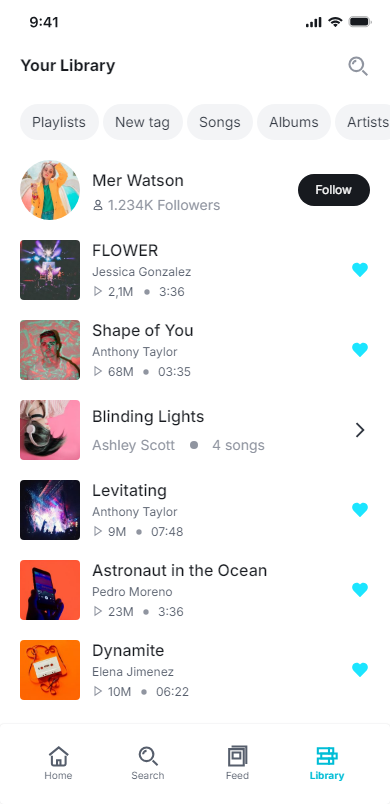 9:41
Your Library
Playlists
New tag
Songs
Albums
Artists
Mer Watson
1.234K Followers
Follow
FLOWER
Jessica Gonzalez
2,1M • 3:36
Shape of You
Anthony Taylor
68M • 03:35
Blinding Lights
Ashley Scott • 4 songs
Levitating
Anthony Taylor
9M • 07:48
Astronaut in the Ocean
Pedro Moreno
23M • 3:36
Dynamite
Elena Jimenez
10M • 06:22
Home
Search
Feed
Library